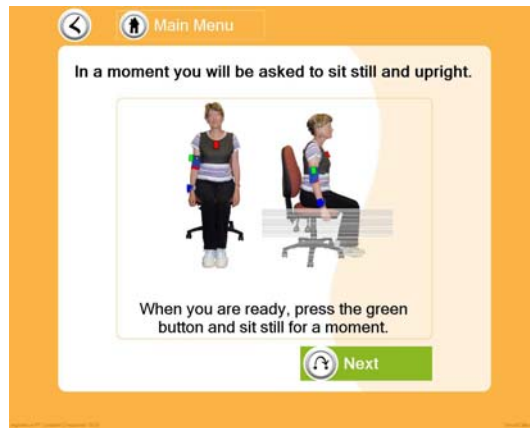 Main Menu
In a moment you will be asked to sit still and upright.
When you are ready, press the green
button and sit still for a moment.
Next